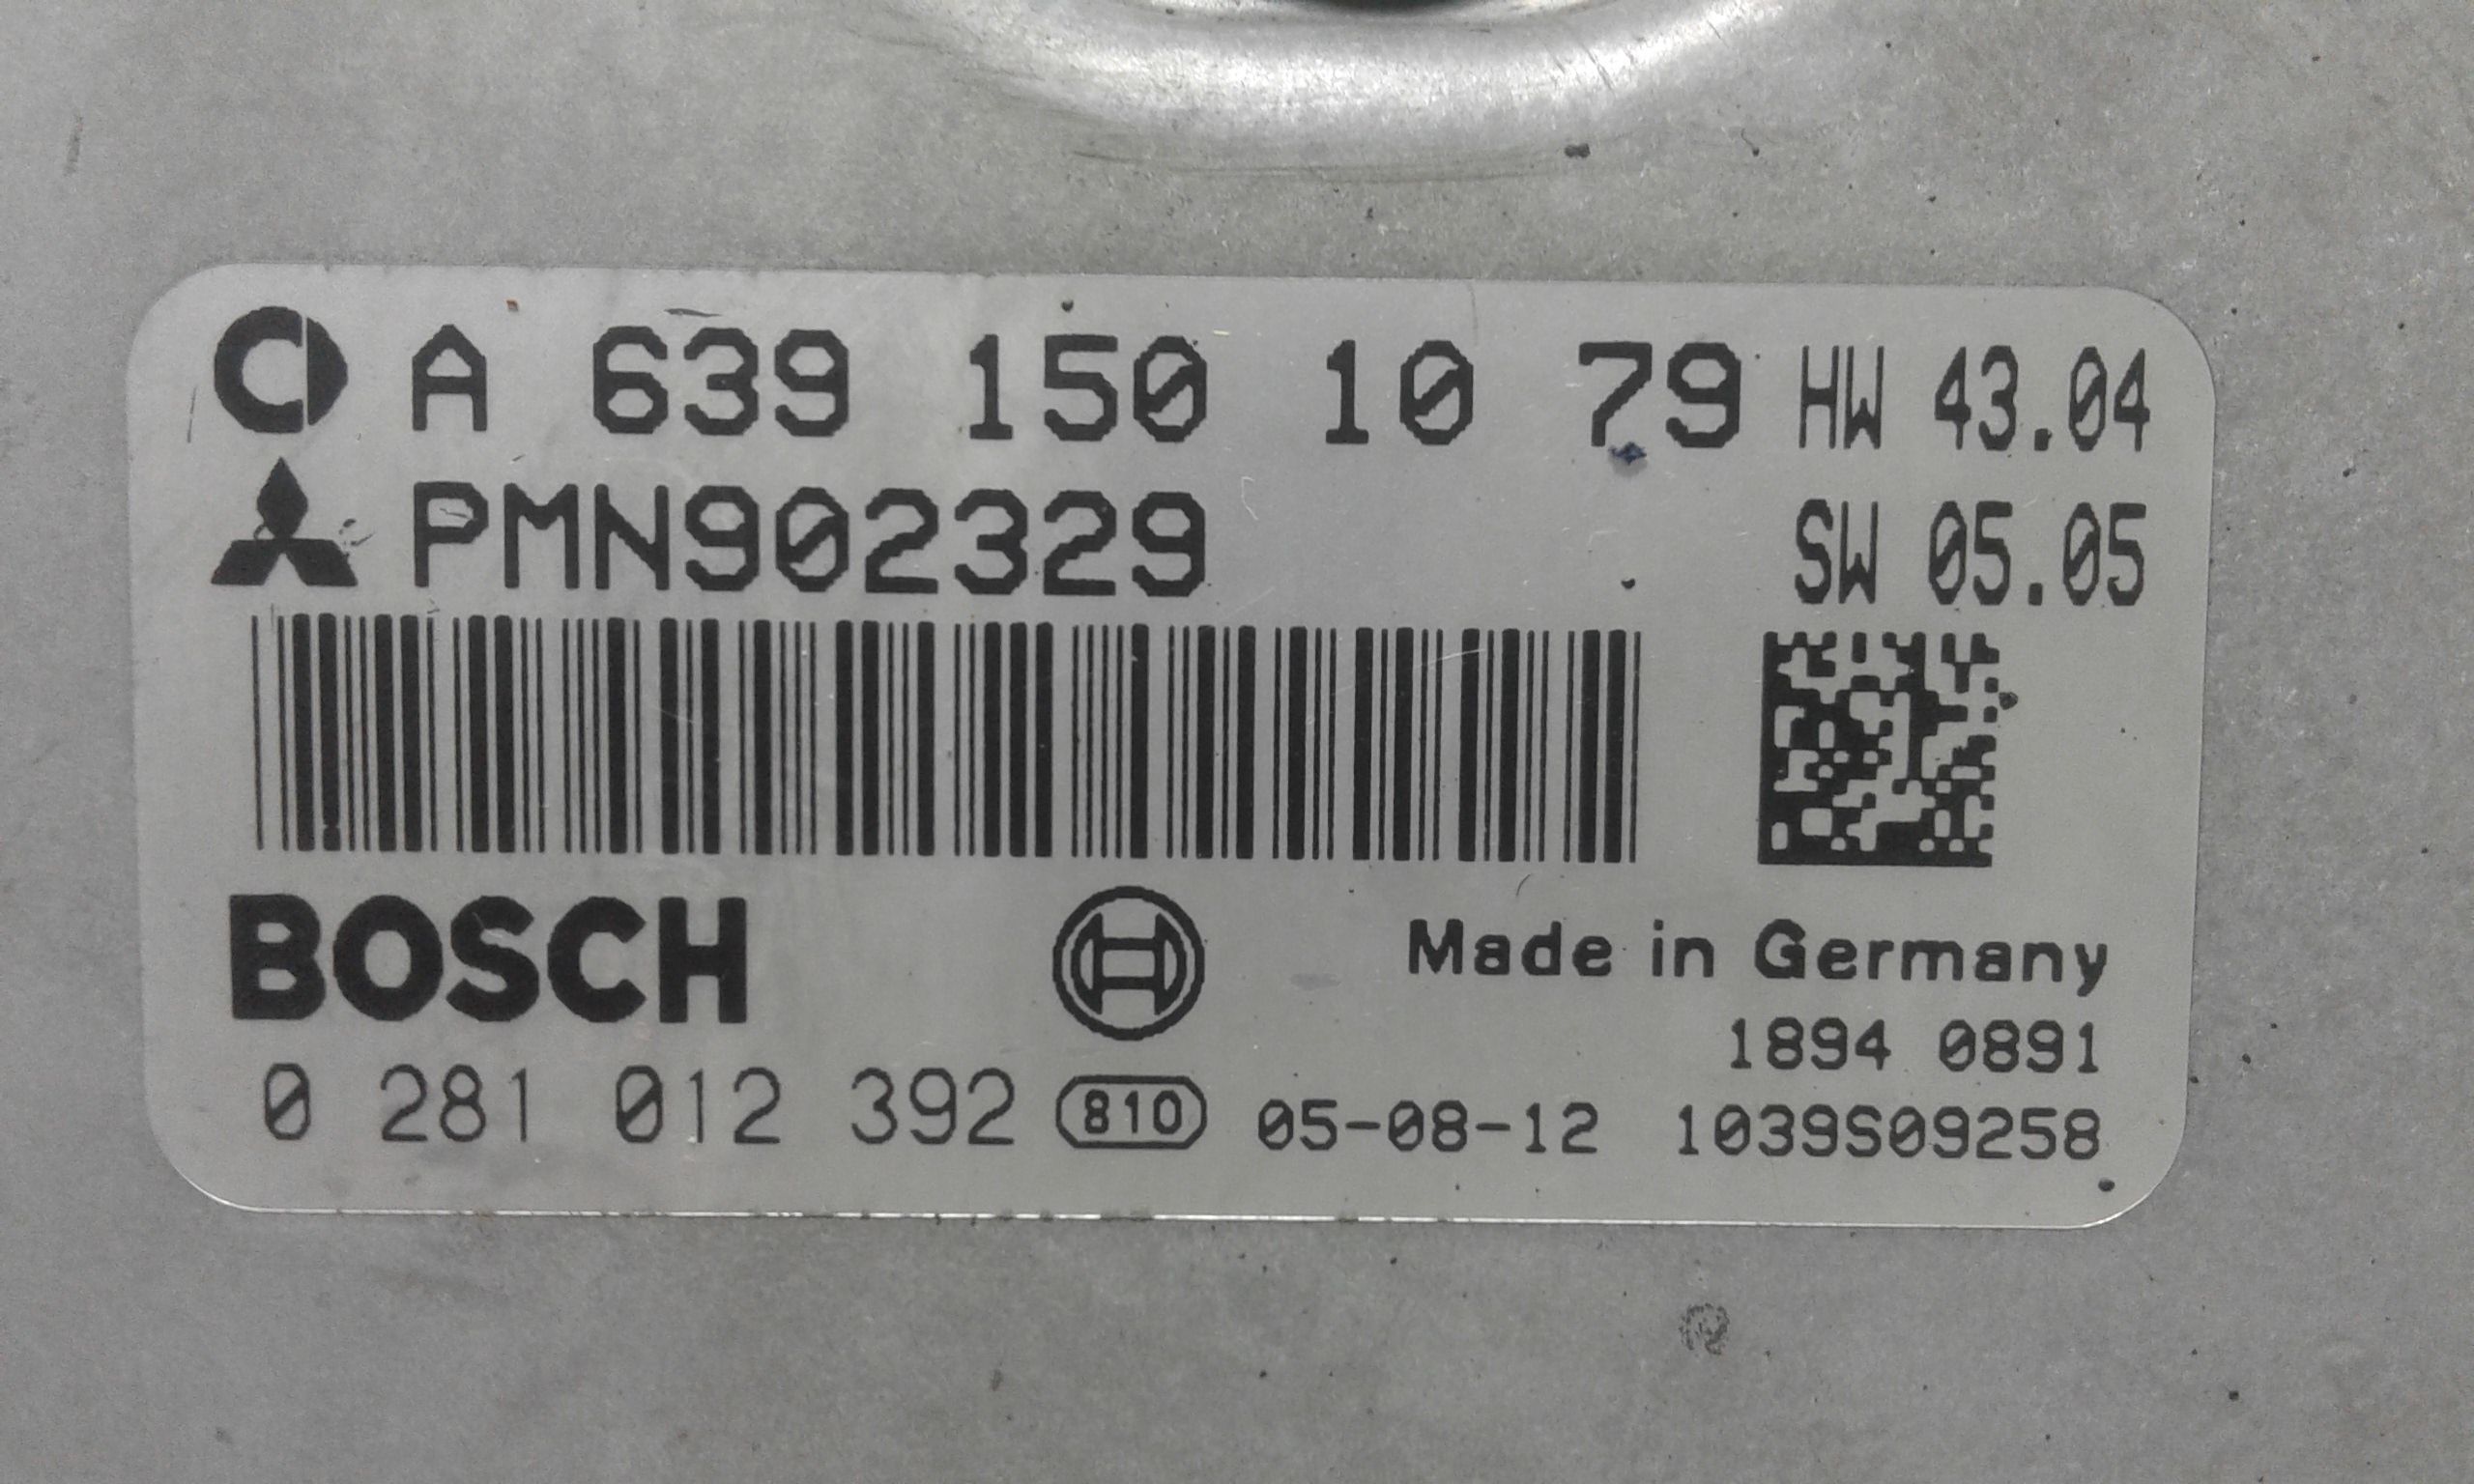 A 639 150 10 79 HW 43.04
PMN902329 SW 05.05
BOSCH
Made in Germany
1894 0891
0 281 012 392 810 05-08-12 1039S09258